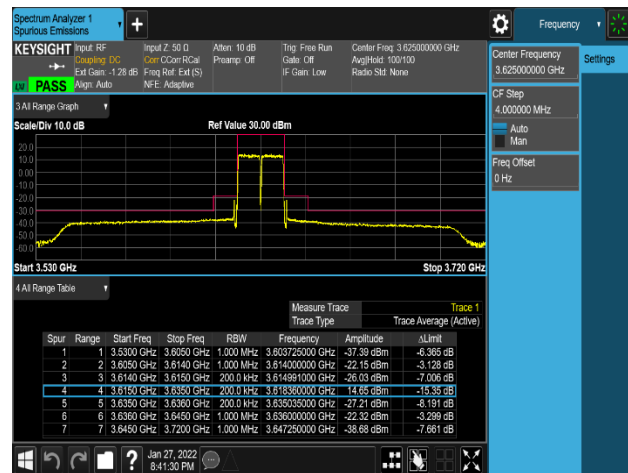 Spectrum Analyzer 1
Spurious Emissions
Frequency
KEYSIGHT
Input: RF
Coupling: DC
Ext Gain: -1.28 dB
Align: Auto
Input Z: 50 Ω
Corr CCorr RCal
Freq Ref: Ext (S)
NFE: Adaptive
Atten: 10 dB
Preamp: Off
Trig: Free Run
Gate: Off
IF Gain: Low
Center Freq: 3.625000000 GHz
Avg|Hold: 100/100
Radio Std: None
PASS
Center Frequency
3.625000000 GHz
Settings
CF Step
4.000000 MHz
Auto
Man
Freq Offset
0 Hz
3 All Range Graph
Scale/Div 10.0 dB
Ref Value 30.00 dBm
20.0
10.0
0.00
-10.0
-20.0
-30.0
-40.0
-50.0
-60.0
Start 3.530 GHz
Stop 3.720 GHz
4 All Range Table
Measure Trace Trace 1
Trace Type Trace Average (Active)
Spur Range Start Freq Stop Freq RBW Frequency Amplitude ΔLimit
1 1 3.5300 GHz 3.6050 GHz 1.000 MHz 3.603725000 GHz -37.39 dBm -6.365 dB
2 2 3.6050 GHz 3.6140 GHz 1.000 MHz 3.614000000 GHz -22.15 dBm -3.128 dB
3 3 3.6140 GHz 3.6150 GHz 200.0 kHz 3.614991000 GHz -26.03 dBm -7.006 dB
4 4 3.6150 GHz 3.6350 GHz 200.0 kHz 3.618360000 GHz 14.65 dBm -15.35 dB
5 5 3.6350 GHz 3.6360 GHz 200.0 kHz 3.635035000 GHz -27.21 dBm -8.191 dB
6 6 3.6360 GHz 3.6450 GHz 1.000 MHz 3.636000000 GHz -22.32 dBm -3.299 dB
7 7 3.6450 GHz 3.7200 GHz 1.000 MHz 3.647250000 GHz -38.68 dBm -7.661 dB
Jan 27, 2022
8:41:30 PM